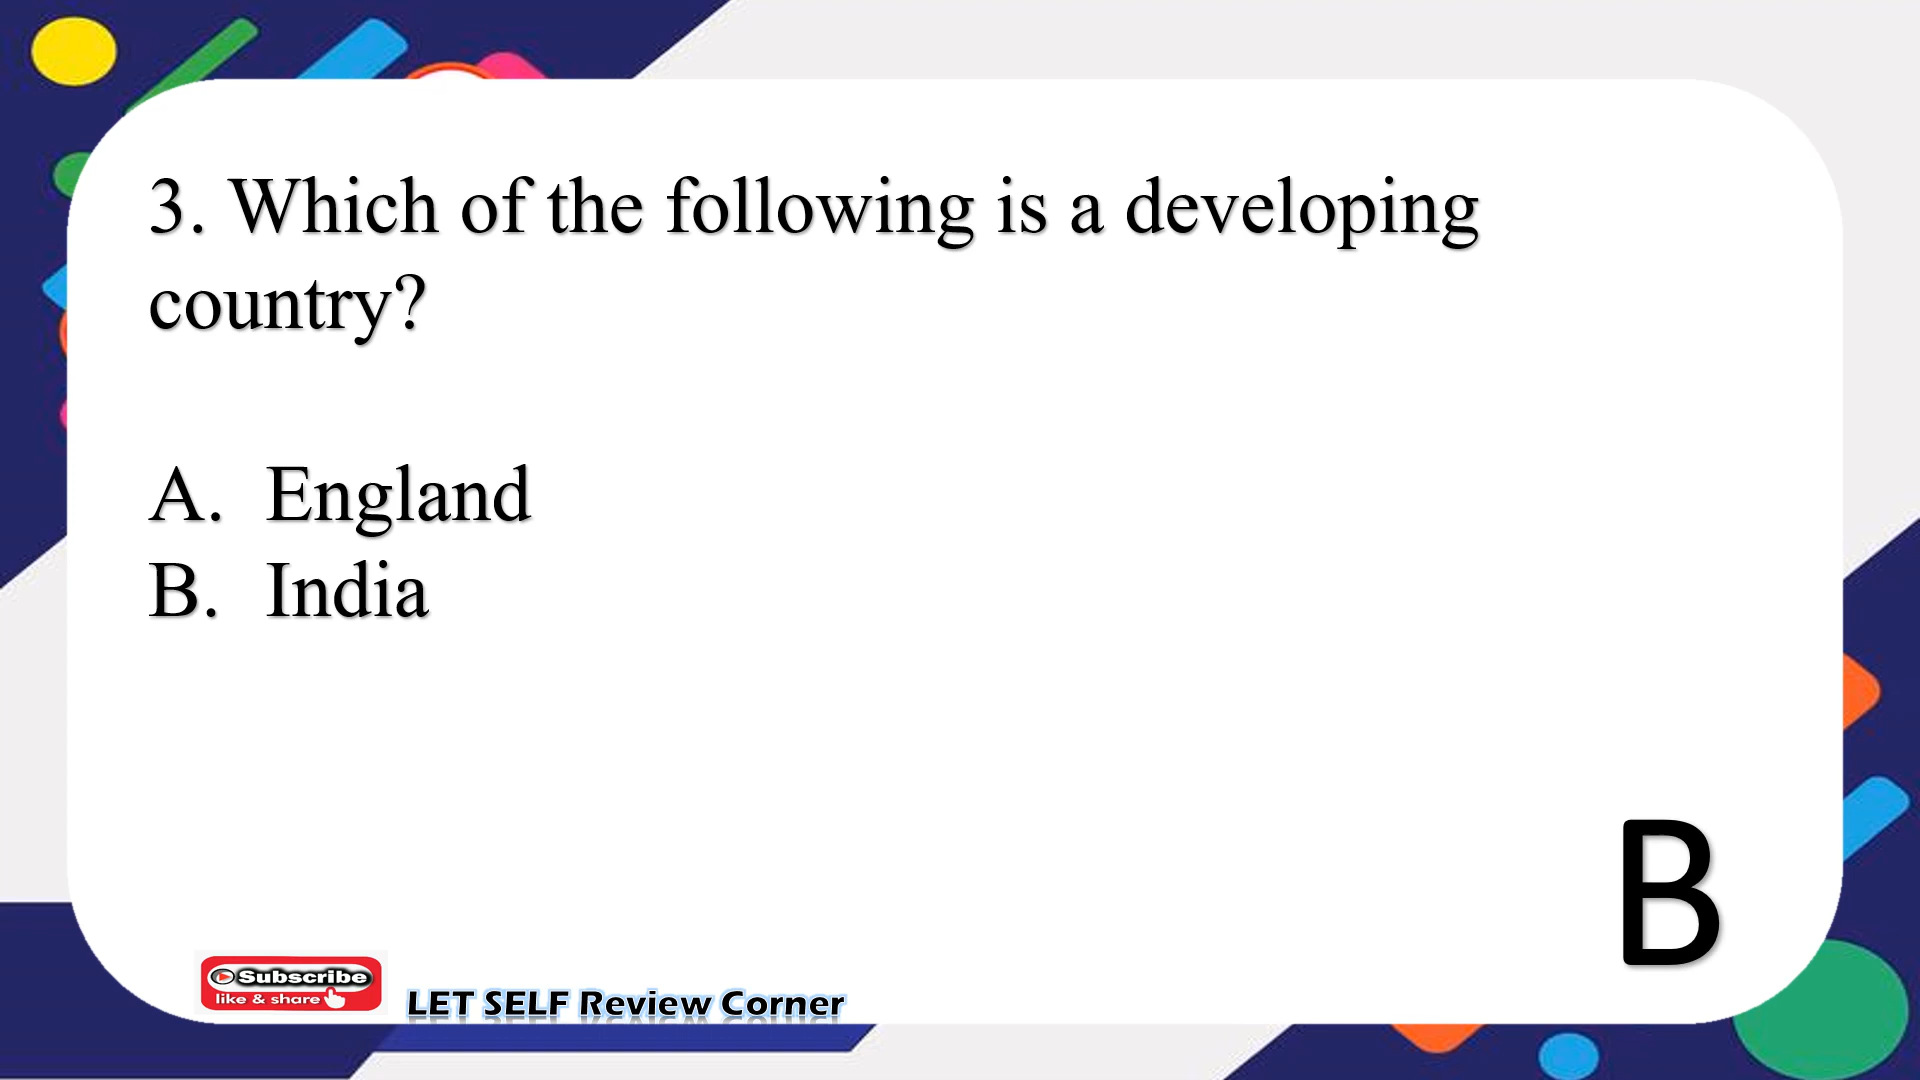 3. Which of the following is a developing
country?
A. England
B. India
B
Subscribe
like & share
LET SELF Review Corner